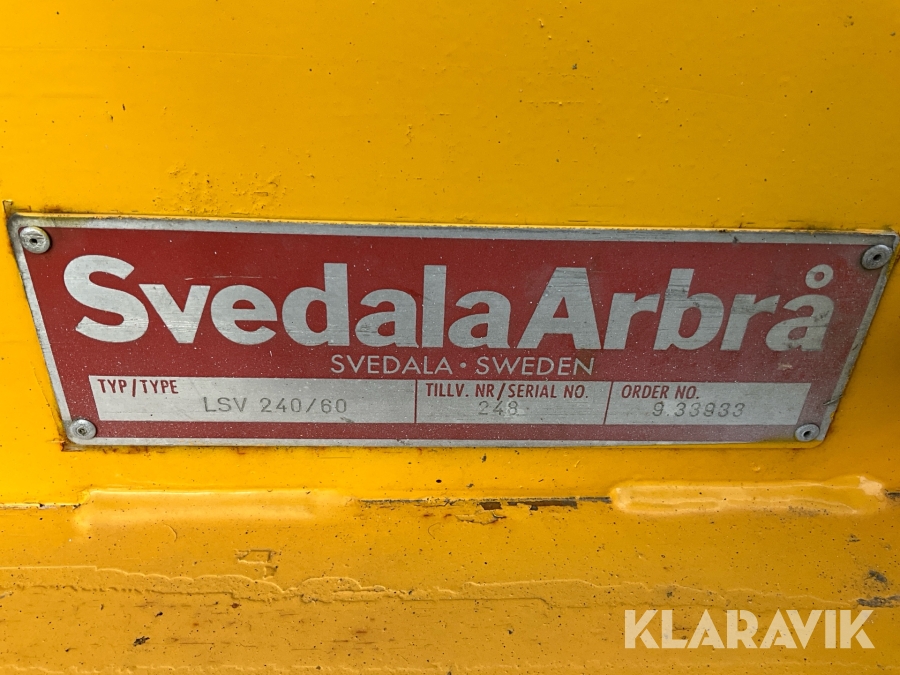 SvedalaArbrå
SVEDALA · SWEDEN
TYP/TYPE TILLV. NR/SERIAL NO. ORDER NO.
LSV 240/60 248 9.33933
KLARAVIK